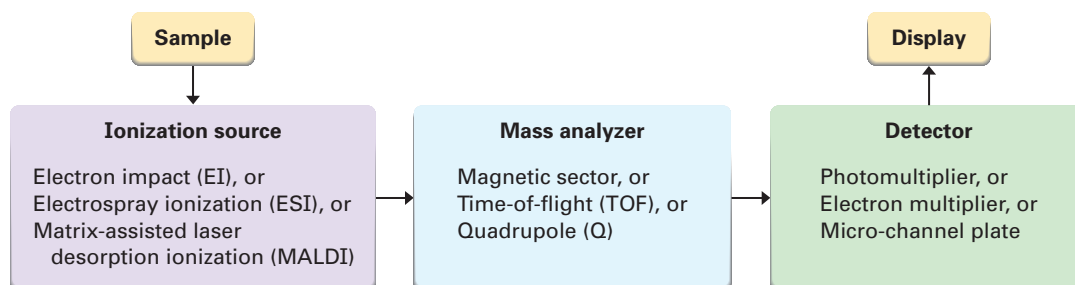 Sample
Display
Ionization source
Electron impact (EI), or
Electrospray ionization (ESI), or
Matrix-assisted laser
desorption ionization (MALDI)
Mass analyzer
Magnetic sector, or
Time-of-flight (TOF), or
Quadrupole (Q)
Detector
Photomultiplier, or
Electron multiplier, or
Micro-channel plate